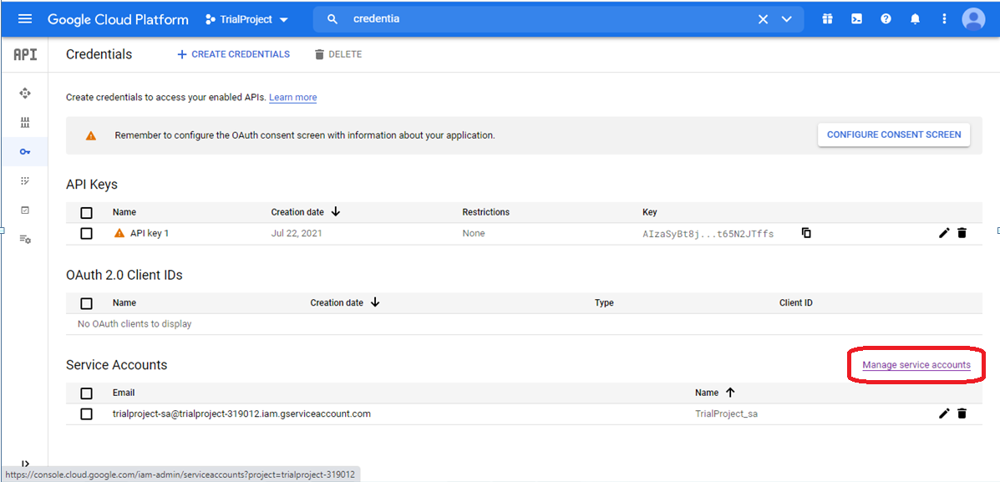 Google Cloud Platform TrialProject credentia
API Credentials + CREATE CREDENTIALS DELETE
Create credentials to access your enabled APIs. Learn more
Remember to configure the OAuth consent screen with information about your application. CONFIGURE CONSENT SCREEN
API Keys
Name Creation date Restrictions Key
API key 1 Jul 22, 2021 None AIzaSyBt8j...t65N2JTffs
OAuth 2.0 Client IDs
Name Creation date Type Client ID
No OAuth clients to display
Service Accounts Manage service accounts
Email Name
trialproject-sa@trialproject-319012.iam.gserviceaccount.com TrialProject_sa
https://console.cloud.google.com/iam-admin/serviceaccounts?project=trialproject-319012